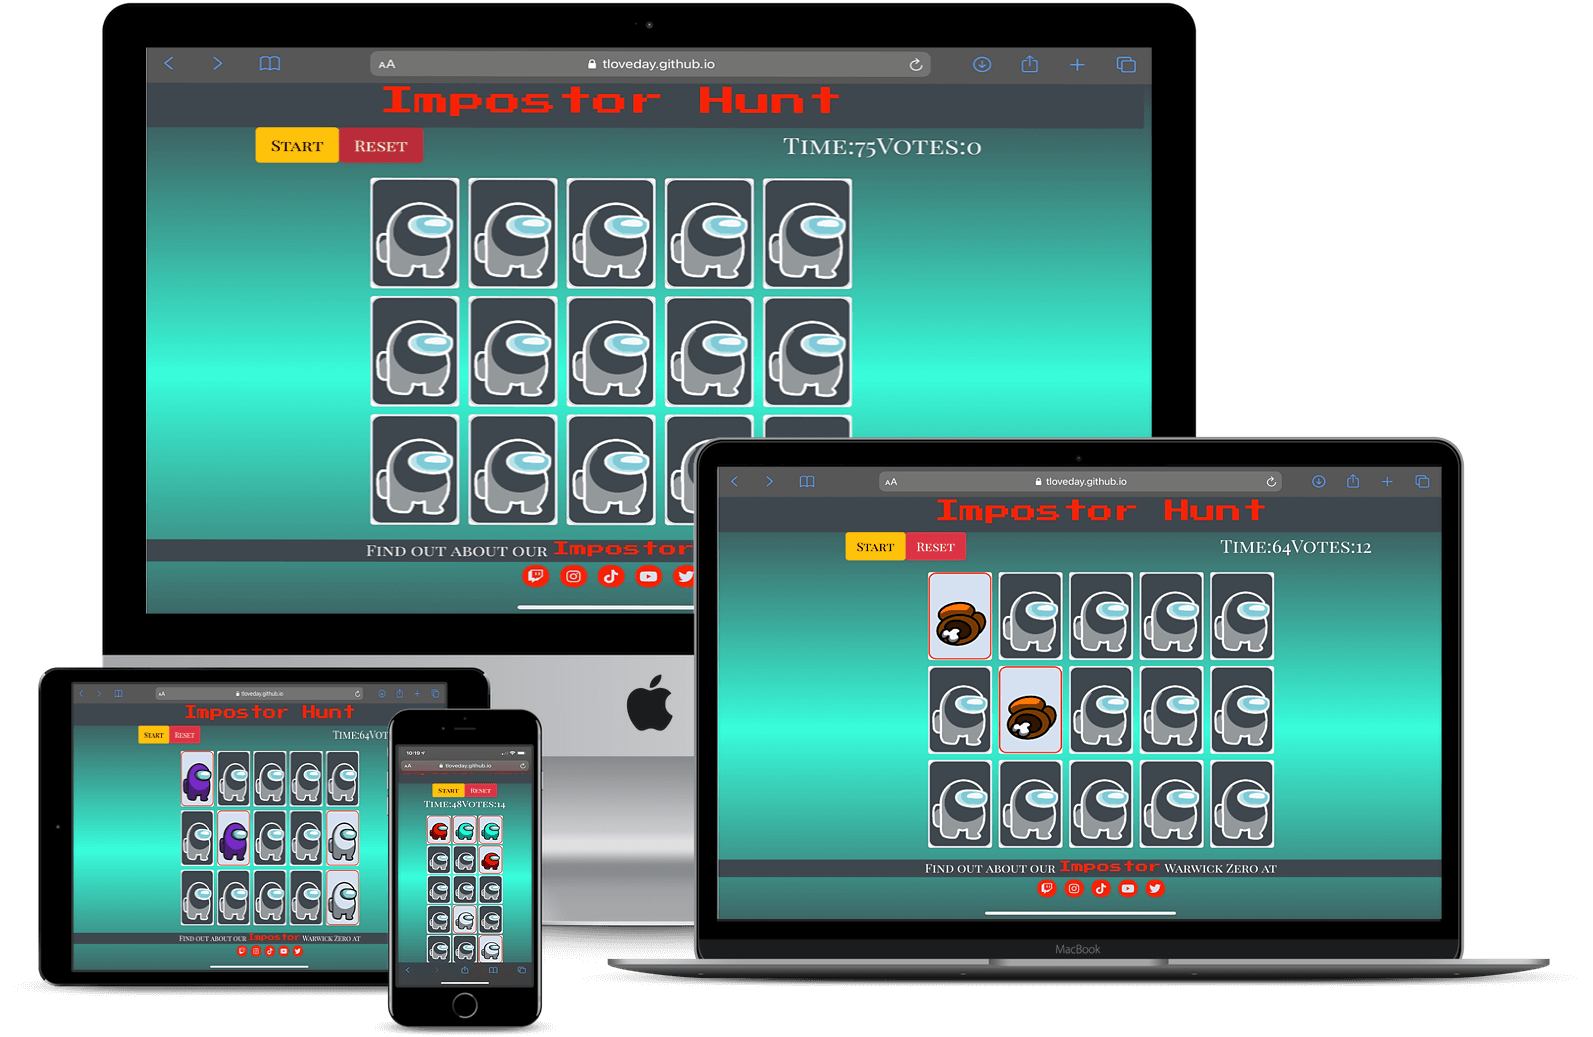 AA tloveday.github.io
Impostor Hunt
Start Reset Time:75Votes:0
Find out about our Impostor
AA tloveday.github.io
Impostor Hunt
Start Reset Time:64Votes:12
Find out about our Impostor Warwick Zero at
MacBook
AA tloveday.github.io
Impostor Hunt
Start Reset Time:64Vot
Find out about our Impostor Warwick Zero at
10:19
AA tloveday.github.io
Start Reset
Time:48Votes:14